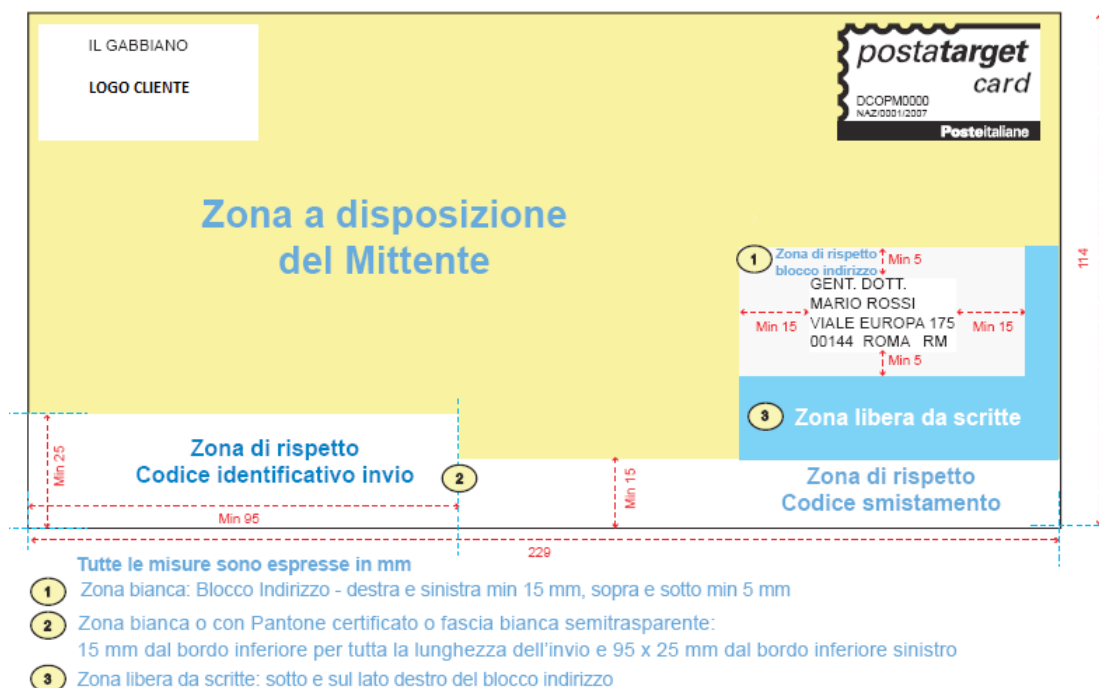 IL GABBIANO
LOGO CLIENTE
postatarget
card
DCOPM0000
NAZ/0001/2007
Posteitaliane
Zona a disposizione
del Mittente
1
Zona di rispetto
blocco indirizzo
Min 5
GENT. DOTT.
MARIO ROSSI
VIALE EUROPA 175
00144 ROMA RM
Min 15
Min 15
Min 5
114
3
Zona libera da scritte
Min 25
Zona di rispetto
Codice identificativo invio
2
Min 95
Min 15
Zona di rispetto
Codice smistamento
229
Tutte le misure sono espresse in mm
1 Zona bianca: Blocco Indirizzo - destra e sinistra min 15 mm, sopra e sotto min 5 mm
2 Zona bianca o con Pantone certificato o fascia bianca semitrasparente:
15 mm dal bordo inferiore per tutta la lunghezza dell'invio e 95 x 25 mm dal bordo inferiore sinistro
3 Zona libera da scritte: sotto e sul lato destro del blocco indirizzo